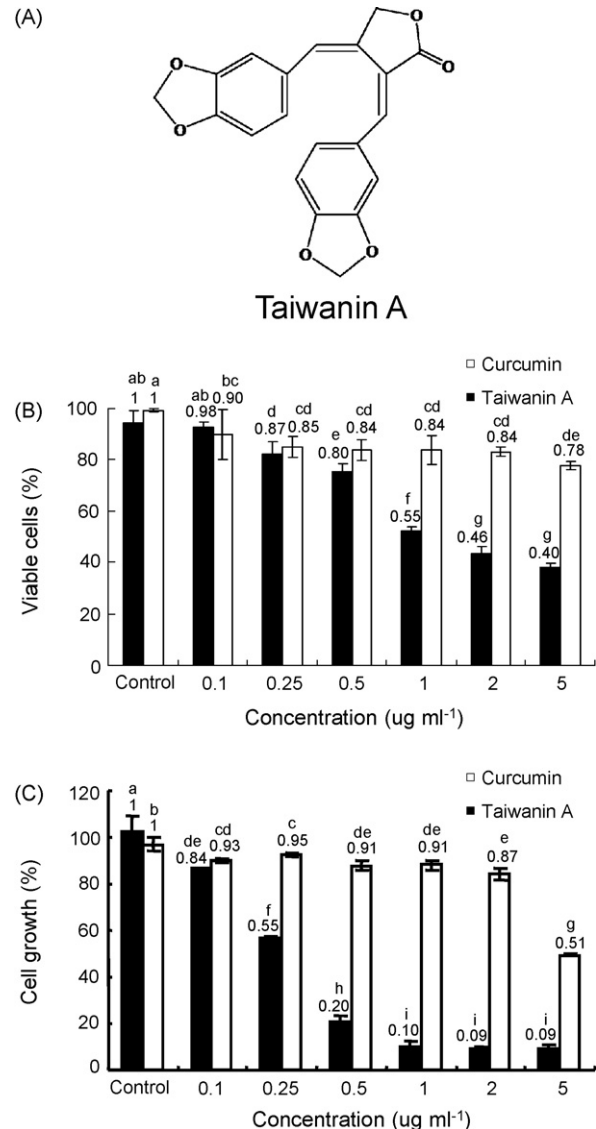 (A)
O
O
O
O
O
O
Taiwanin A
(B)
Curcumin
Taiwanin A
Viable cells (%)
100
80
60
40
20
0
ab a ab bc d cd e cd f cd g cd g de
1 1 0.98 0.90 0.87 0.85 0.80 0.84 0.55 0.84 0.46 0.84 0.40 0.78
Control 0.1 0.25 0.5 1 2 5
Concentration (ug ml-1)
(C)
Curcumin
Taiwanin A
Cell growth (%)
120
100
80
60
40
20
0
a b de cd f c h de i de i e i g
1 1 0.84 0.93 0.55 0.95 0.20 0.91 0.10 0.91 0.09 0.87 0.09 0.51
Control 0.1 0.25 0.5 1 2 5
Concentration (ug ml-1)